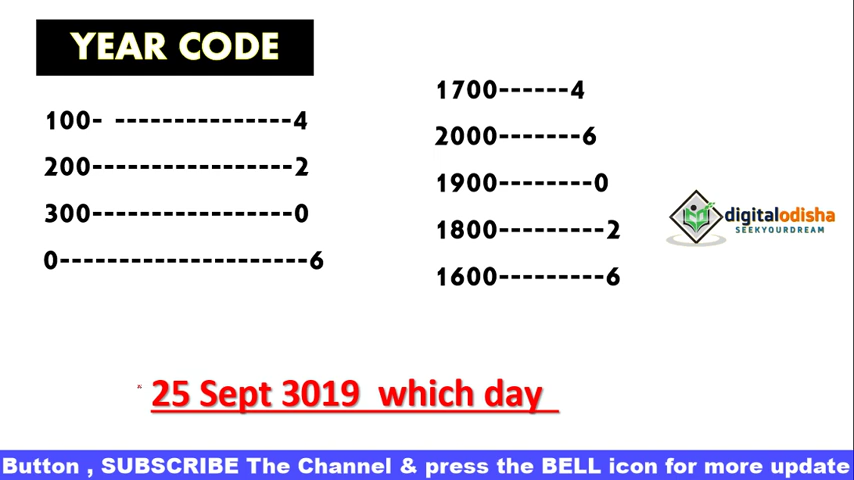 YEAR CODE
100- ---------------4
200-----------------2
300-----------------0
0---------------------6
1700------4
2000-------6
1900--------0
1800---------2
1600---------6
digitalodisha
SEEKYOURDREAM
25 Sept 3019 which day
Button , SUBSCRIBE The Channel & press the BELL icon for more update